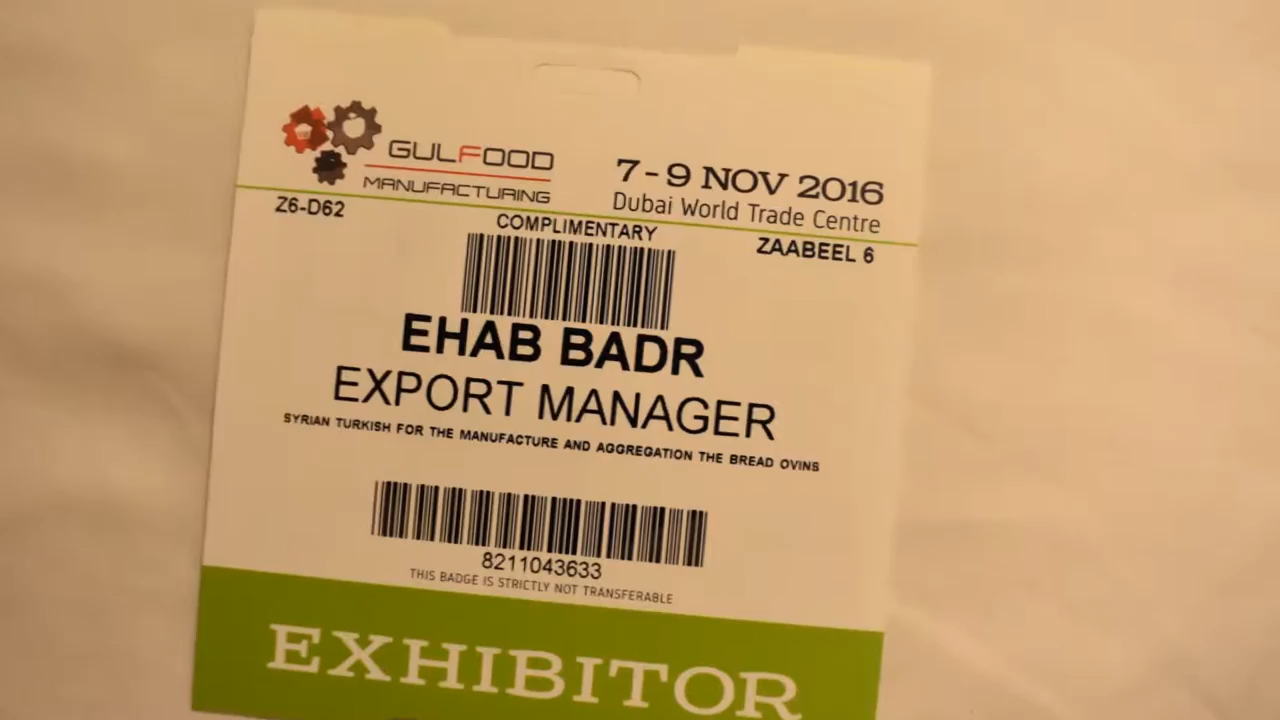 GULFOOD
MANUFACTURING
7 - 9 NOV 2016
Dubai World Trade Centre
Z6-D62
COMPLIMENTARY
ZAABEEL 6
EHAB BADR
EXPORT MANAGER
SYRIAN TURKISH FOR THE MANUFACTURE AND AGGREGATION THE BREAD OVINS
8211043633
THIS BADGE IS STRICTLY NOT TRANSFERABLE
EXHIBITOR